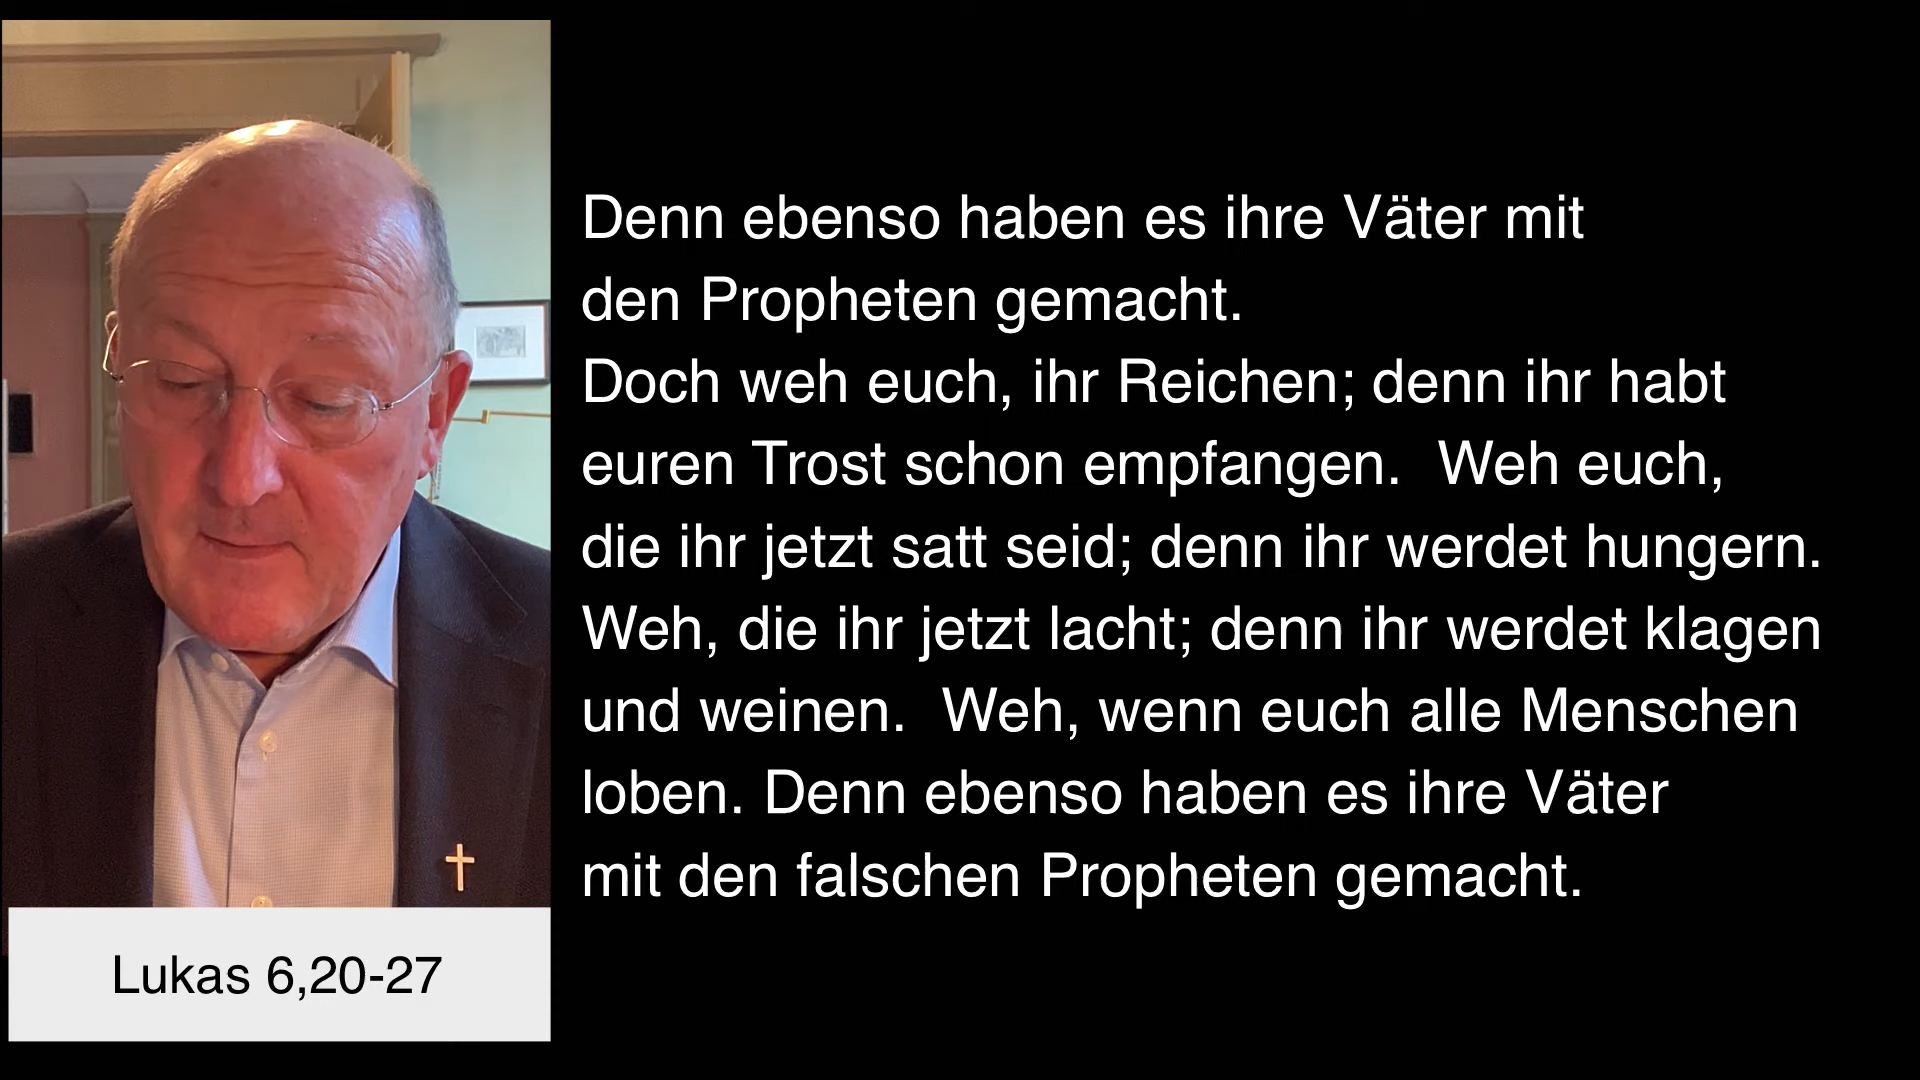 Denn ebenso haben es ihre Väter mit
den Propheten gemacht.
Doch weh euch, ihr Reichen; denn ihr habt
euren Trost schon empfangen.  Weh euch,
die ihr jetzt satt seid; denn ihr werdet hungern.
Weh, die ihr jetzt lacht; denn ihr werdet klagen
und weinen.  Weh, wenn euch alle Menschen
loben. Denn ebenso haben es ihre Väter
mit den falschen Propheten gemacht.
Lukas 6,20-27